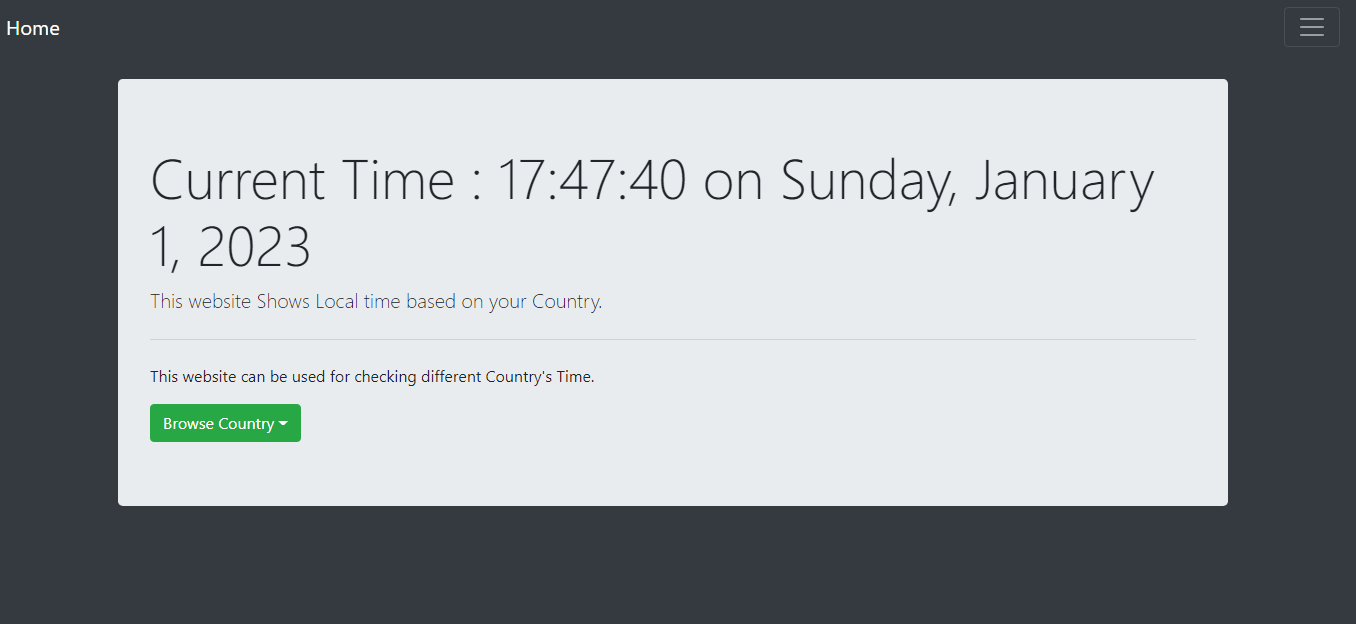 Home
Current Time : 17:47:40 on Sunday, January
1, 2023
This website Shows Local time based on your Country.
This website can be used for checking different Country's Time.
Browse Country